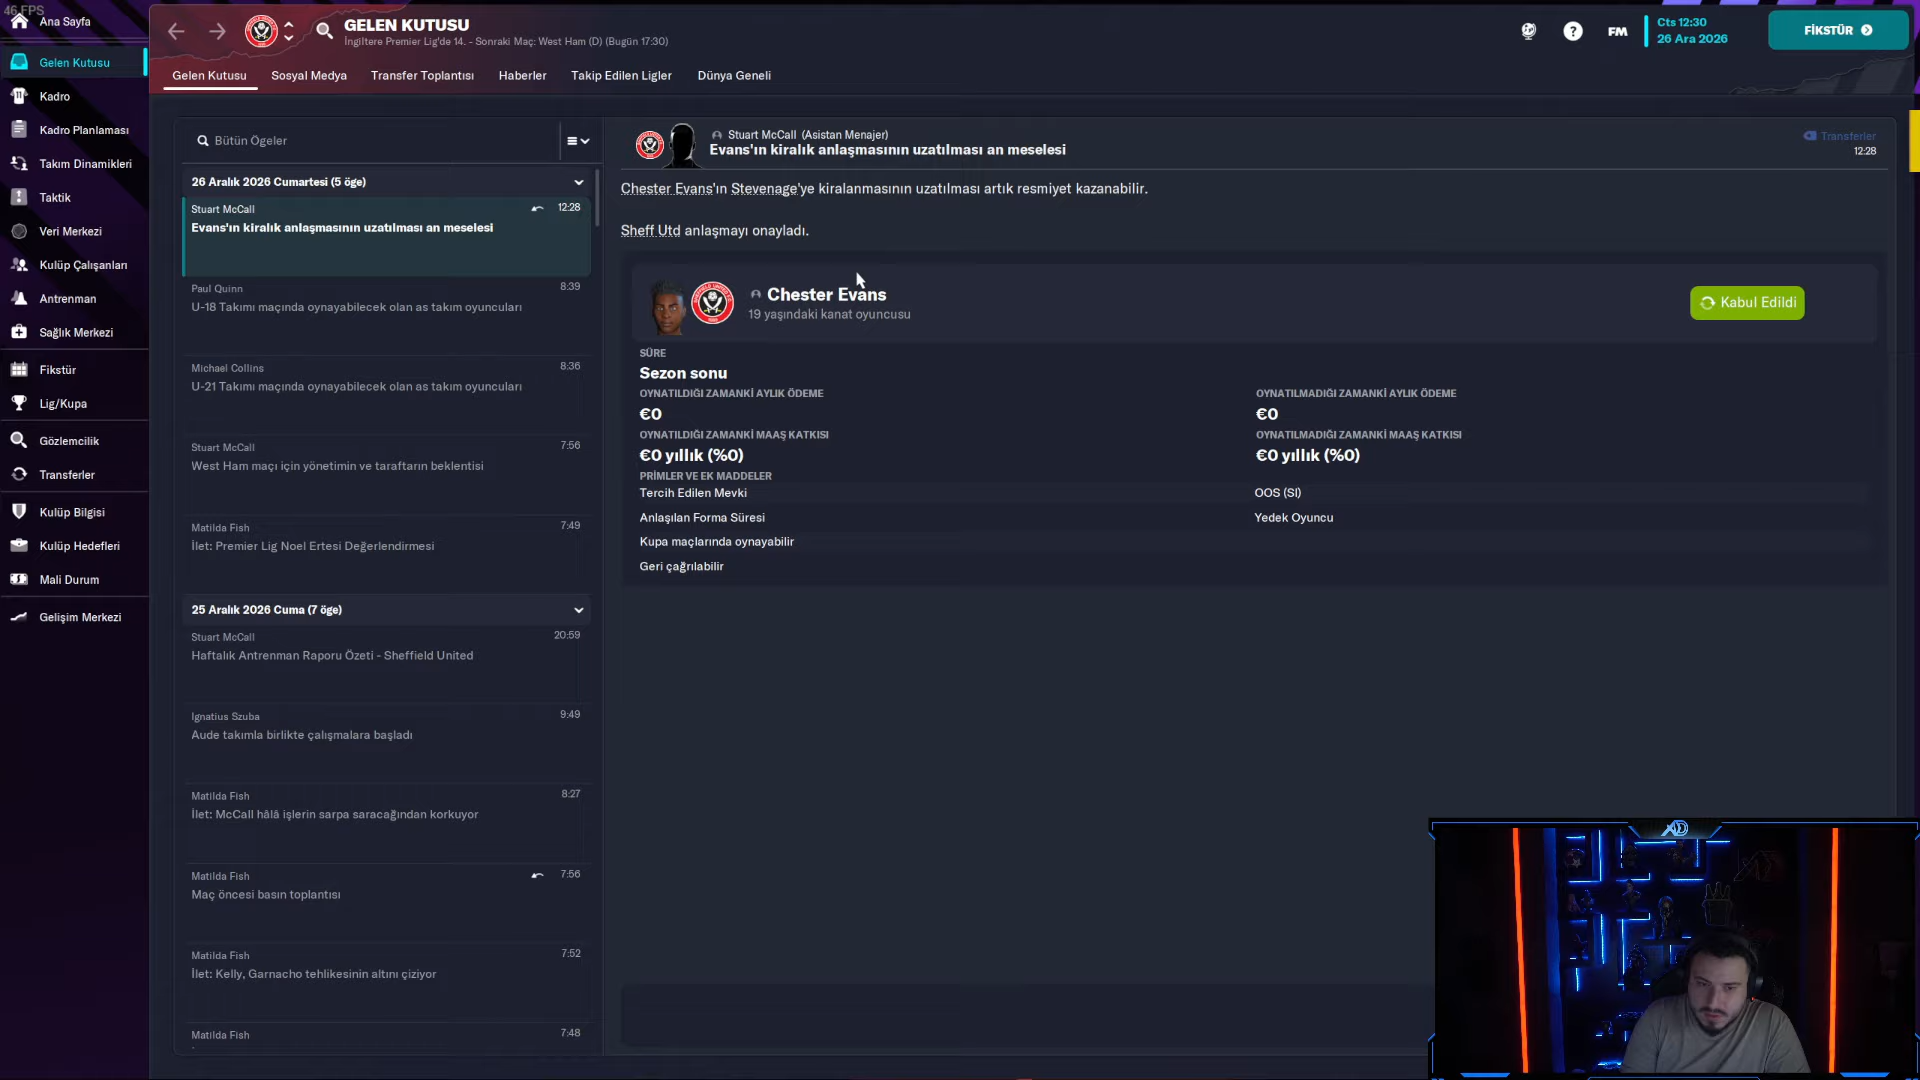 46 FPS
Ana Sayfa
Gelen Kutusu
Kadro
Kadro Planlaması
Takım Dinamikleri
Taktik
Veri Merkezi
Kulüp Çalışanları
Antrenman
Sağlık Merkezi
Fikstür
Lig/Kupa
Gözlemcilik
Transferler
Kulüp Bilgisi
Kulüp Hedefleri
Mali Durum
Gelişim Merkezi
GELEN KUTUSU
İngiltere Premier Lig'de 14. - Sonraki Maç: West Ham (D) (Bugün 17:30)
FM
Cts 12:30
26 Ara 2026
FİKSTÜR
Gelen Kutusu
Sosyal Medya
Transfer Toplantısı
Haberler
Takip Edilen Ligler
Dünya Geneli
Bütün Ögeler
26 Aralık 2026 Cumartesi (5 öge)
Stuart McCall 12:28
Evans'ın kiralık anlaşmasının uzatılması an meselesi
Paul Quinn 8:39
U-18 Takımı maçında oynayabilecek olan as takım oyuncuları
Michael Collins 8:36
U-21 Takımı maçında oynayabilecek olan as takım oyuncuları
Stuart McCall 7:56
West Ham maçı için yönetimin ve taraftarın beklentisi
Matilda Fish 7:49
İlet: Premier Lig Noel Ertesi Değerlendirmesi
25 Aralık 2026 Cuma (7 öge)
Stuart McCall 20:59
Haftalık Antrenman Raporu Özeti - Sheffield United
Ignatius Szuba 9:49
Aude takımla birlikte çalışmalara başladı
Matilda Fish 8:27
İlet: McCall hâlâ işlerin sarpa saracağından korkuyor
Matilda Fish 7:56
Maç öncesi basın toplantısı
Matilda Fish 7:52
İlet: Kelly, Garnacho tehlikesinin altını çiziyor
Matilda Fish 7:48
Stuart McCall (Asistan Menajer)
Evans'ın kiralık anlaşmasının uzatılması an meselesi
Transferler
12:28
Chester Evans'ın Stevenage'ye kiralanmasının uzatılması artık resmiyet kazanabilir.
Sheff Utd anlaşmayı onayladı.
Chester Evans
19 yaşındaki kanat oyuncusu
Kabul Edildi
SÜRE
Sezon sonu
OYNATILDIĞI ZAMANKİ AYLIK ÖDEME
€0
OYNATILMADIĞI ZAMANKİ AYLIK ÖDEME
€0
OYNATILDIĞI ZAMANKİ MAAŞ KATKISI
€0 yıllık (%0)
OYNATILMADIĞI ZAMANKİ MAAŞ KATKISI
€0 yıllık (%0)
PRİMLER VE EK MADDELER
Tercih Edilen Mevki OOS (Sl)
Anlaşılan Forma Süresi Yedek Oyuncu
Kupa maçlarında oynayabilir
Geri çağrılabilir